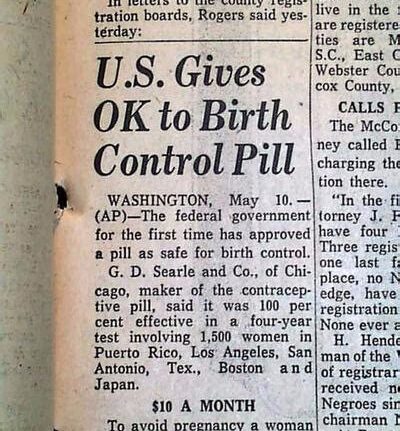 In letters to the county regis-
tration boards, Rogers said yes-
terday:
U.S. Gives
OK to Birth
Control Pill
WASHINGTON, May 10.—
(AP)—The federal government
for the first time has approved
a pill as safe for birth control.
G. D. Searle and Co., of Chi-
cago, maker of the contracep-
tive pill, said it was 100 per
cent effective in a four-year
test involving 1,500 women in
Puerto Rico, Los Angeles, San
Antonio, Tex., Boston and
Japan.
$10 A MONTH
To avoid pregnancy a woman
live in the
are registere
ties are M
S.C., East C
Webster Cou
cox County,
CALLS F
The McCo
ney called
charging the
tion there.
"In the fi
torney J. F
have four
Three regis
one last fa
place, no N
edge, have
registration
None ever a
H. Hende
man of the
of registrar
received n
Negroes sin
chairman N